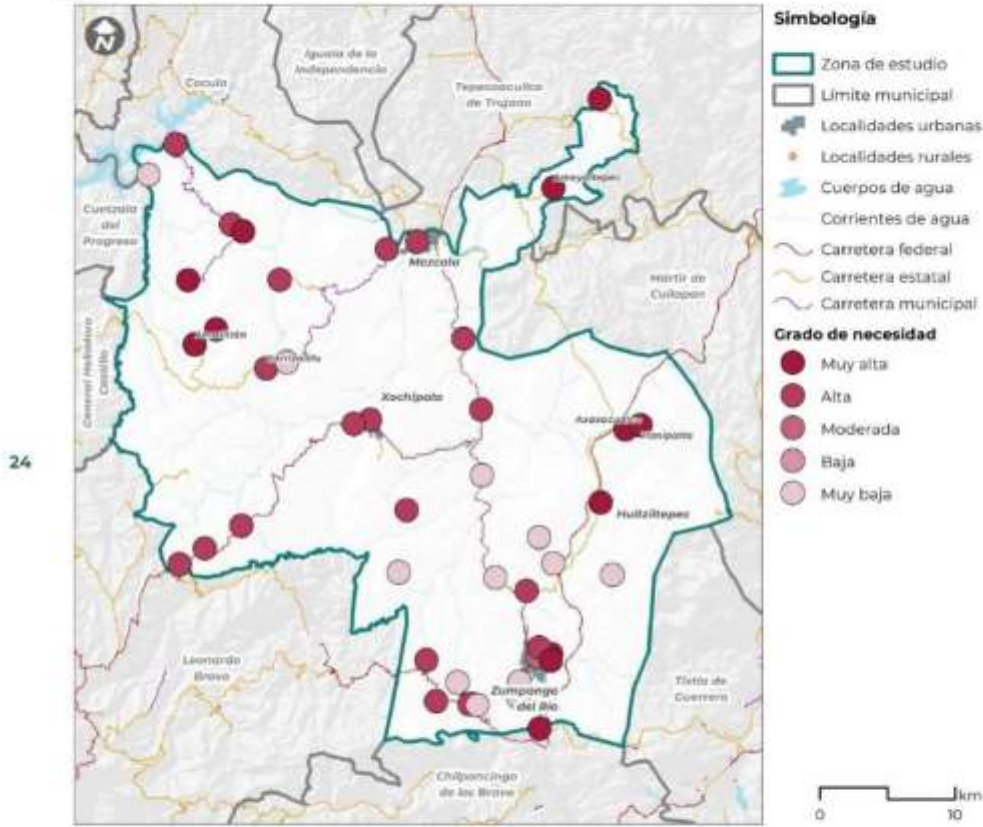 N
Iguala de la
Independencia
Cocula
Tepecoacuilco
de Trujano
Cuetzala
del
Progreso
Mezcala
Mártir de
Cuilapan
General Heliodoro
Castillo
Xochipala
Huitziltepec
Leonardo
Bravo
Zumpango
del Río
Tixtla de
Guerrero
Chilpancingo
de los Bravo
24
Simbología
Zona de estudio
Límite municipal
Localidades urbanas
Localidades rurales
Cuerpos de agua
Corrientes de agua
Carretera federal
Carretera estatal
Carretera municipal
Grado de necesidad
Muy alta
Alta
Moderada
Baja
Muy baja
km
0 10